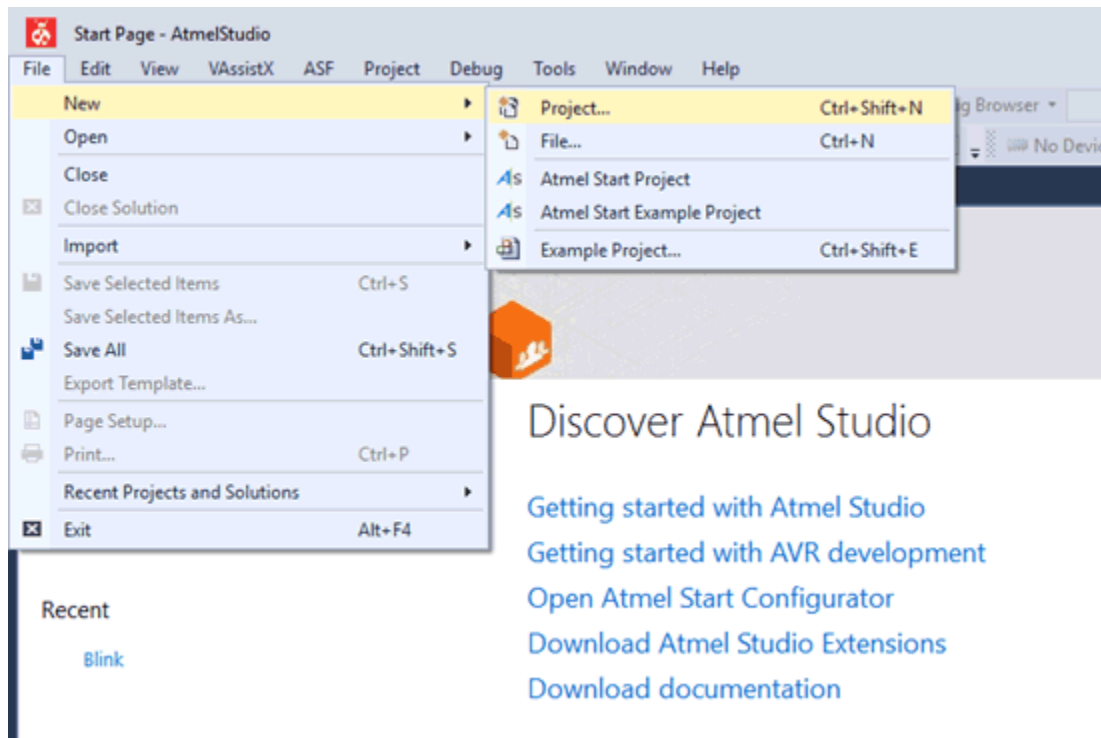 Start Page - AtmelStudio
File Edit View VAssistX ASF Project Debug Tools Window Help
New
Open
Close
Close Solution
Import
Save Selected Items Ctrl+S
Save Selected Items As...
Save All Ctrl+Shift+S
Export Template...
Page Setup...
Print... Ctrl+P
Recent Projects and Solutions
Exit Alt+F4
Project... Ctrl+Shift+N
File... Ctrl+N
Atmel Start Project
Atmel Start Example Project
Example Project... Ctrl+Shift+E
Browser
No Devi
Discover Atmel Studio
Getting started with Atmel Studio
Getting started with AVR development
Open Atmel Start Configurator
Download Atmel Studio Extensions
Download documentation
Recent
Blink